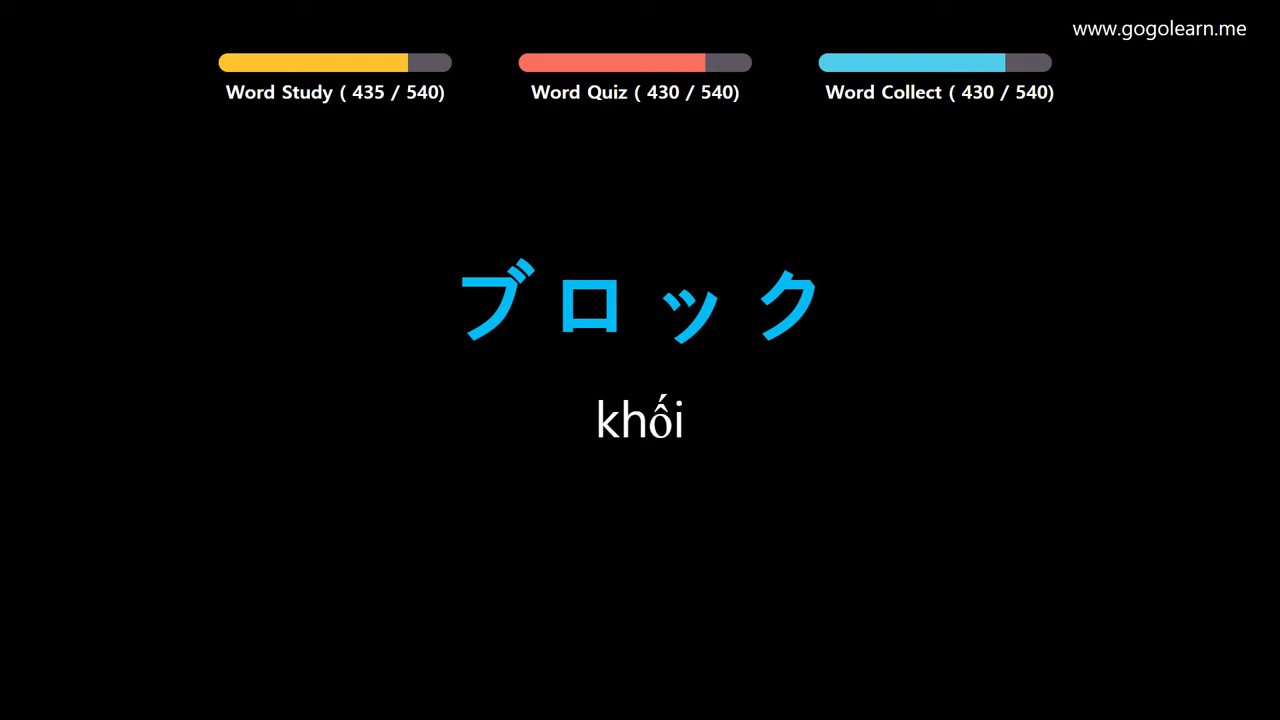 www.gogolearn.me
Word Study ( 435 / 540)
Word Quiz ( 430 / 540)
Word Collect ( 430 / 540)
ブロック
khối